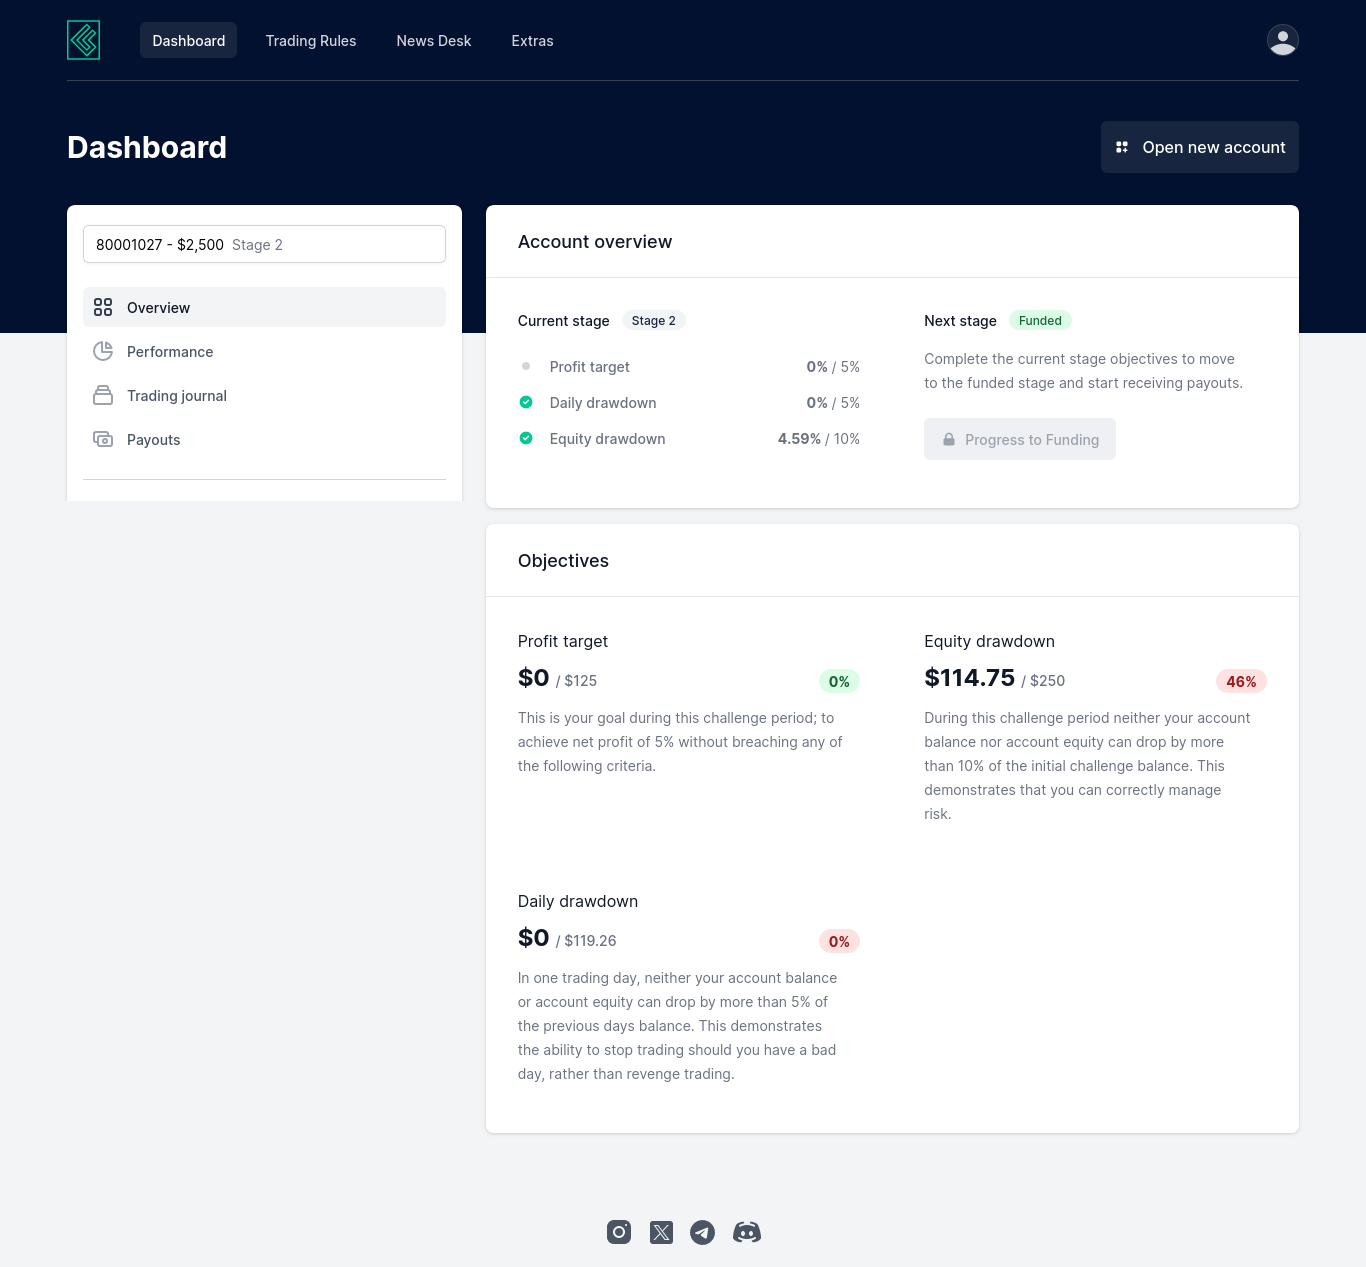 Dashboard
Trading Rules
News Desk
Extras
Dashboard
Open new account
80001027 - $2,500 Stage 2
Overview
Performance
Trading journal
Payouts
Account overview
Current stage Stage 2
Profit target 0% / 5%
Daily drawdown 0% / 5%
Equity drawdown 4.59% / 10%
Next stage Funded
Complete the current stage objectives to move
to the funded stage and start receiving payouts.
Progress to Funding
Objectives
Profit target
$0 / $125 0%
This is your goal during this challenge period; to
achieve net profit of 5% without breaching any of
the following criteria.
Equity drawdown
$114.75 / $250 46%
During this challenge period neither your account
balance nor account equity can drop by more
than 10% of the initial challenge balance. This
demonstrates that you can correctly manage
risk.
Daily drawdown
$0 / $119.26 0%
In one trading day, neither your account balance
or account equity can drop by more than 5% of
the previous days balance. This demonstrates
the ability to stop trading should you have a bad
day, rather than revenge trading.